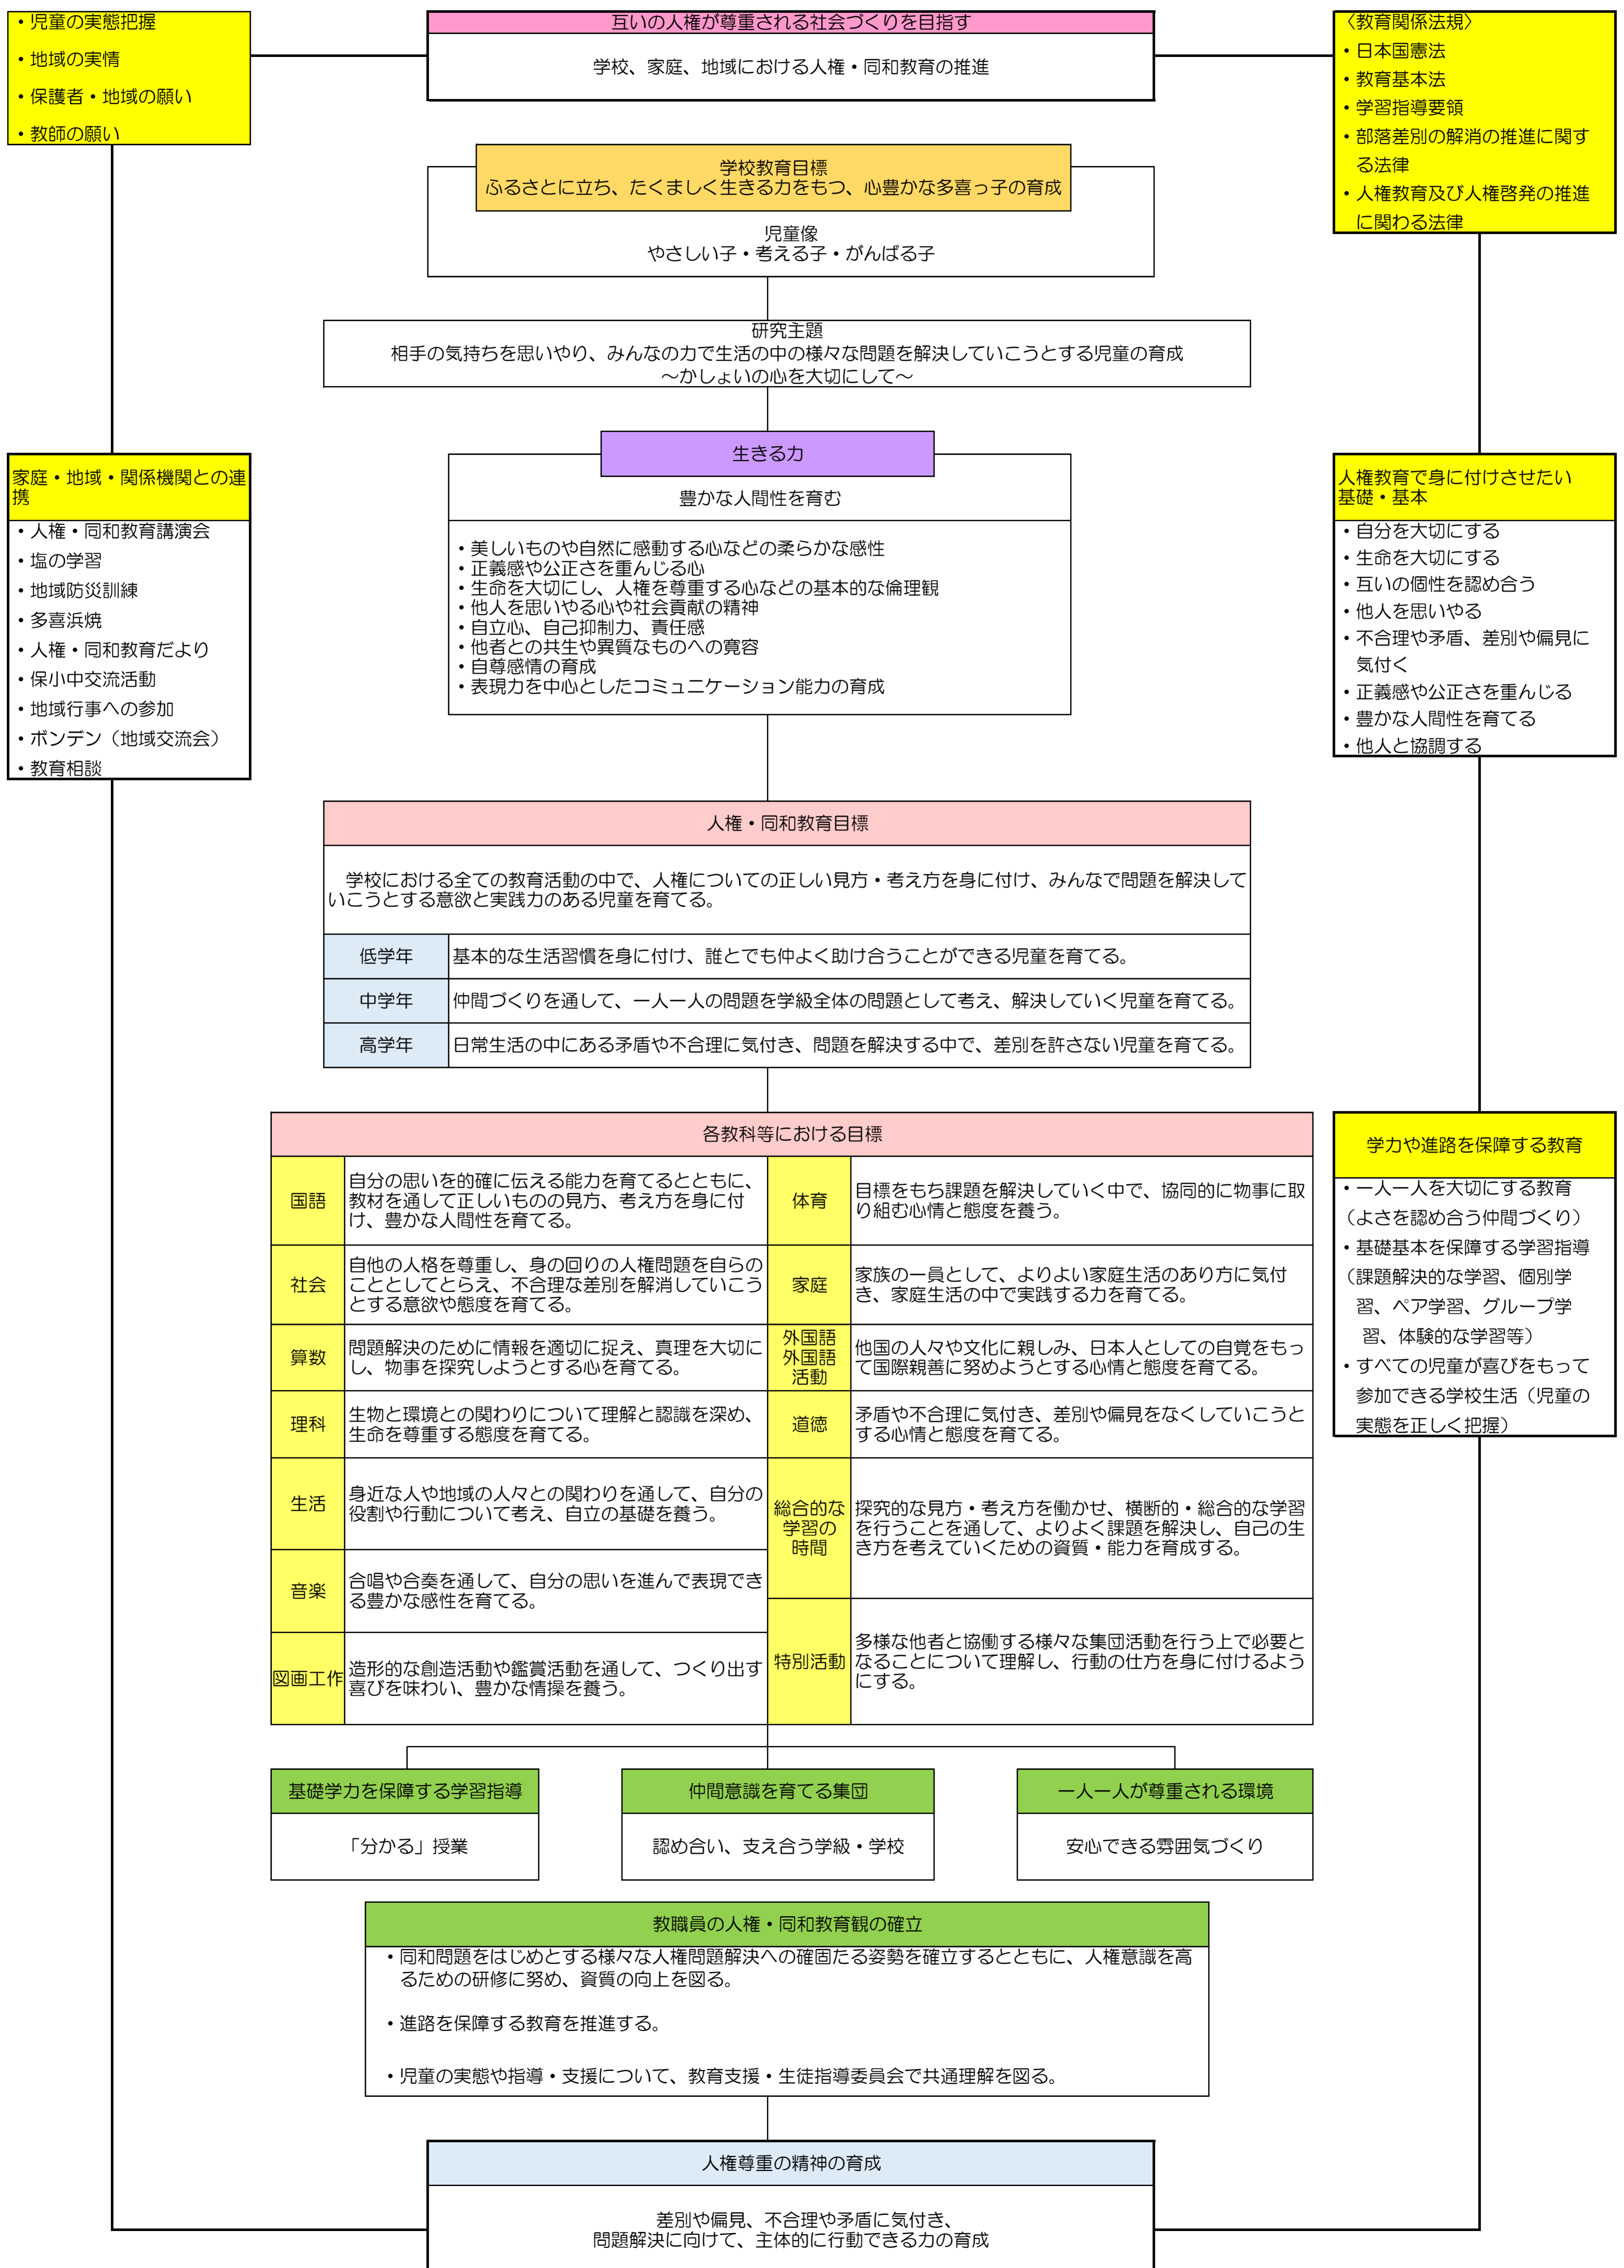 ・児童の実態把握
・地域の実情
・保護者・地域の願い
・教師の願い
互いの人権が尊重される社会づくりを目指す
学校、家庭、地域における人権・同和教育の推進
〈教育関係法規〉
・日本国憲法
・教育基本法
・学習指導要領
・部落差別の解消の推進に関す
る法律
・人権教育及び人権啓発の推進
に関わる法律
学校教育目標
ふるさとに立ち、たくましく生きる力をもつ、心豊かな多喜っ子の育成
児童像
やさしい子・考える子・がんばる子
研究主題
相手の気持ちを思いやり、みんなの力で生活の中の様々な問題を解決していこうとする児童の育成
～かしょいの心を大切にして～
家庭・地域・関係機関との連
携
・人権・同和教育講演会
・塩の学習
・地域防災訓練
・多喜浜焼
・人権・同和教育だより
・保小中交流活動
・地域行事への参加
・ボンデン（地域交流会）
・教育相談
生きる力
豊かな人間性を育む
・美しいものや自然に感動する心などの柔らかな感性
・正義感や公正さを重んじる心
・生命を大切にし、人権を尊重する心などの基本的な倫理観
・他人を思いやる心や社会貢献の精神
・自立心、自己抑制力、責任感
・他者との共生や異質なものへの寛容
・自尊感情の育成
・表現力を中心としたコミュニケーション能力の育成
人権教育で身に付けさせたい
基礎・基本
・自分を大切にする
・生命を大切にする
・互いの個性を認め合う
・他人を思いやる
・不合理や矛盾、差別や偏見に
気付く
・正義感や公正さを重んじる
・豊かな人間性を育てる
・他人と協調する
人権・同和教育目標
学校における全ての教育活動の中で、人権についての正しい見方・考え方を身に付け、みんなで問題を解決して
いこうとする意欲と実践力のある児童を育てる。
低学年 基本的な生活習慣を身に付け、誰とでも仲よく助け合うことができる児童を育てる。
中学年 仲間づくりを通して、一人一人の問題を学級全体の問題として考え、解決していく児童を育てる。
高学年 日常生活の中にある矛盾や不合理に気付き、問題を解決する中で、差別を許さない児童を育てる。
各教科等における目標
国語
自分の思いを的確に伝える能力を育てるとともに、
教材を通して正しいものの見方、考え方を身に付
け、豊かな人間性を育てる。
体育
目標をもち課題を解決していく中で、協同的に物事に取
り組む心情と態度を養う。
社会
自他の人格を尊重し、身の回りの人権問題を自らの
こととしてとらえ、不合理な差別を解消していこう
とする意欲や態度を育てる。
家庭
家族の一員として、よりよい家庭生活のあり方に気付
き、家庭生活の中で実践する力を育てる。
算数
問題解決のために情報を適切に捉え、真理を大切に
し、物事を探究しようとする心を育てる。
外国語
外国語
活動
他国の人々や文化に親しみ、日本人としての自覚をもっ
て国際親善に努めようとする心情と態度を育てる。
理科
生物と環境との関わりについて理解と認識を深め、
生命を尊重する態度を育てる。
道徳
矛盾や不合理に気付き、差別や偏見をなくしていこうと
する心情と態度を育てる。
生活
身近な人や地域の人々との関わりを通して、自分の
役割や行動について考え、自立の基礎を養う。
総合的な
学習の
時間
探究的な見方・考え方を働かせ、横断的・総合的な学習
を行うことを通して、よりよく課題を解決し、自己の生
き方を考えていくための資質・能力を育成する。
音楽
合唱や合奏を通して、自分の思いを進んで表現でき
る豊かな感性を育てる。
図画工作
造形的な創造活動や鑑賞活動を通して、つくり出す
喜びを味わい、豊かな情操を養う。
特別活動
多様な他者と協働する様々な集団活動を行う上で必要と
なることについて理解し、行動の仕方を身に付けるよう
にする。
学力や進路を保障する教育
・一人一人を大切にする教育
（よさを認め合う仲間づくり）
・基礎基本を保障する学習指導
（課題解決的な学習、個別学
習、ペア学習、グループ学
習、体験的な学習等）
・すべての児童が喜びをもって
参加できる学校生活（児童の
実態を正しく把握）
基礎学力を保障する学習指導
「分かる」授業
仲間意識を育てる集団
認め合い、支え合う学級・学校
一人一人が尊重される環境
安心できる雰囲気づくり
教職員の人権・同和教育観の確立
・同和問題をはじめとする様々な人権問題解決への確固たる姿勢を確立するとともに、人権意識を高
るための研修に努め、資質の向上を図る。
・進路を保障する教育を推進する。
・児童の実態や指導・支援について、教育支援・生徒指導委員会で共通理解を図る。
人権尊重の精神の育成
差別や偏見、不合理や矛盾に気付き、
問題解決に向けて、主体的に行動できる力の育成